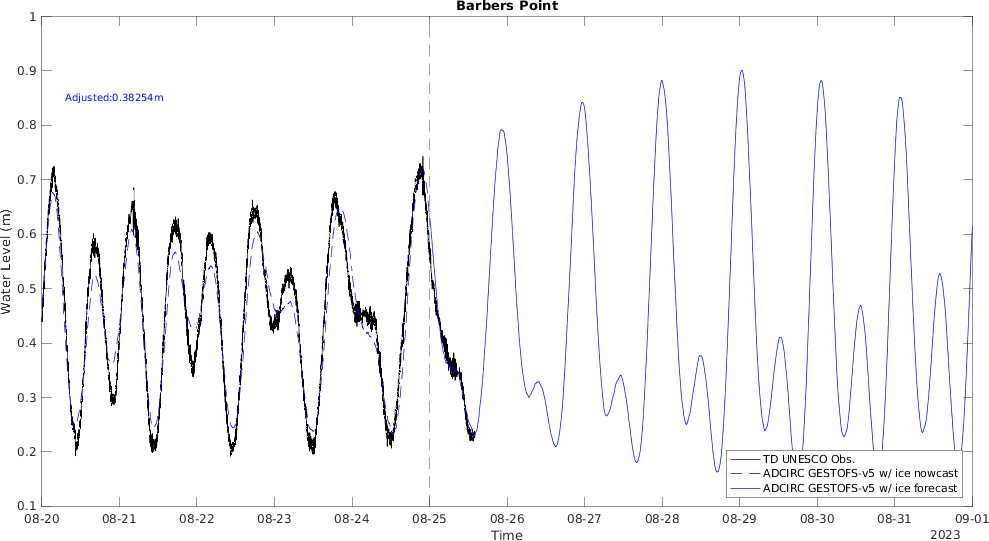 Barbers Point
1
0.9
0.8
0.7
0.6
0.5
0.4
0.3
0.2
0.1
Water Level (m)
Adjusted:0.38254m
TD UNESCO Obs.
ADCIRC GESTOFS-v5 w/ ice nowcast
ADCIRC GESTOFS-v5 w/ ice forecast
08-20 08-21 08-22 08-23 08-24 08-25 08-26 08-27 08-28 08-29 08-30 08-31 09-01
Time
2023